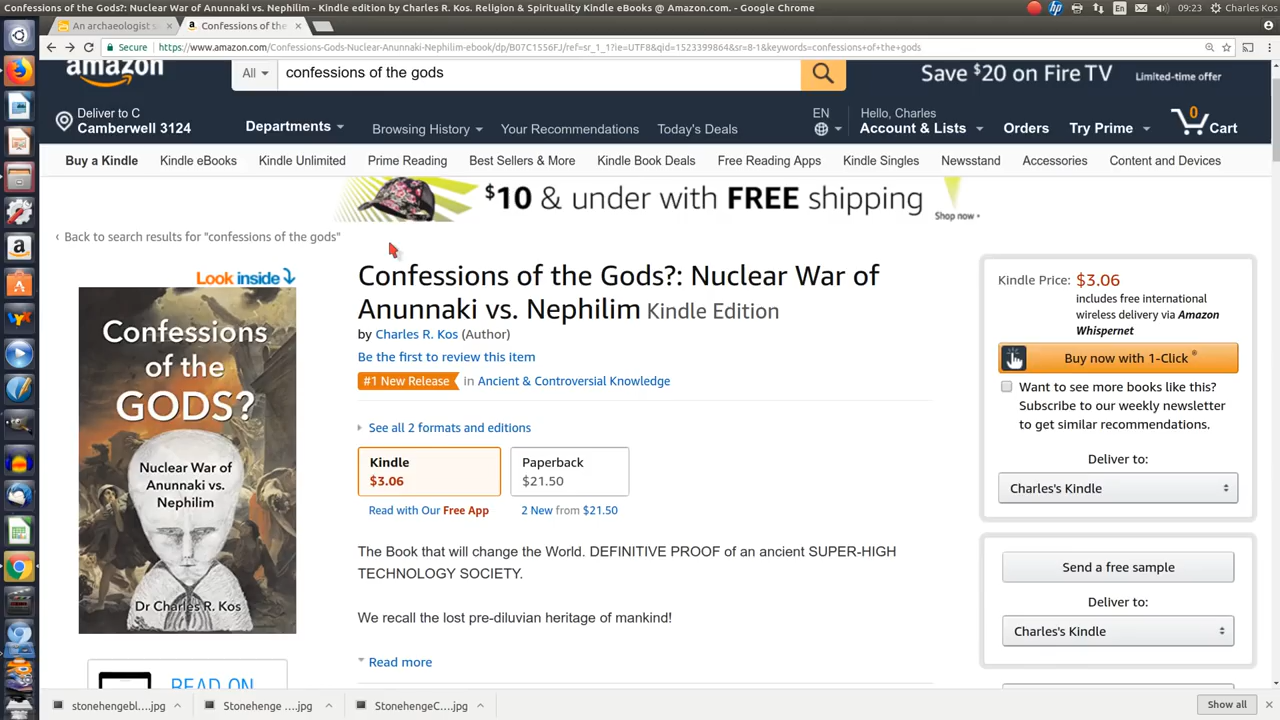 Confessions of the Gods?: Nuclear War of Anunnaki vs. Nephilim - Kindle edition by Charles R. Kos. Religion & Spirituality Kindle eBooks @ Amazon.com. - Google Chrome
En
09:23
Charles Kos
An archaeologist's
Confessions of the
Secure
https://www.amazon.com/Confessions-Gods-Nuclear-Anunnaki-Nephilim-ebook/dp/B07C1556FJ/ref=sr_1_1?ie=UTF8&qid=1523399864&sr=8-1&keywords=confessions+of+the+gods
amazon
All
confessions of the gods
Save $20 on Fire TV
Limited-time offer
Deliver to C
Camberwell 3124
Departments
Browsing History
Your Recommendations
Today's Deals
EN
Hello, Charles
Account & Lists
Orders
Try Prime
0
Cart
Buy a Kindle
Kindle eBooks
Kindle Unlimited
Prime Reading
Best Sellers & More
Kindle Book Deals
Free Reading Apps
Kindle Singles
Newsstand
Accessories
Content and Devices
$10 & under with FREE shipping
Shop now
‹ Back to search results for "confessions of the gods"
Look inside
Confessions
of the
GODS?
Nuclear War of
Anunnaki vs.
Nephilim
Dr Charles R. Kos
READ ON
Confessions of the Gods?: Nuclear War of
Anunnaki vs. Nephilim Kindle Edition
by Charles R. Kos (Author)
Be the first to review this item
#1 New Release in Ancient & Controversial Knowledge
See all 2 formats and editions
Kindle
$3.06
Paperback
$21.50
Read with Our Free App
2 New from $21.50
The Book that will change the World. DEFINITIVE PROOF of an ancient SUPER-HIGH
TECHNOLOGY SOCIETY.
We recall the lost pre-diluvian heritage of mankind!
Read more
Kindle Price: $3.06
includes free international
wireless delivery via Amazon
Whispernet
Buy now with 1-Click ®
Want to see more books like this?
Subscribe to our weekly newsletter
to get similar recommendations.
Deliver to:
Charles's Kindle
Send a free sample
Deliver to:
Charles's Kindle
stonehengebl....jpg
Stonehenge ....jpg
StonehengeC....jpg
Show all